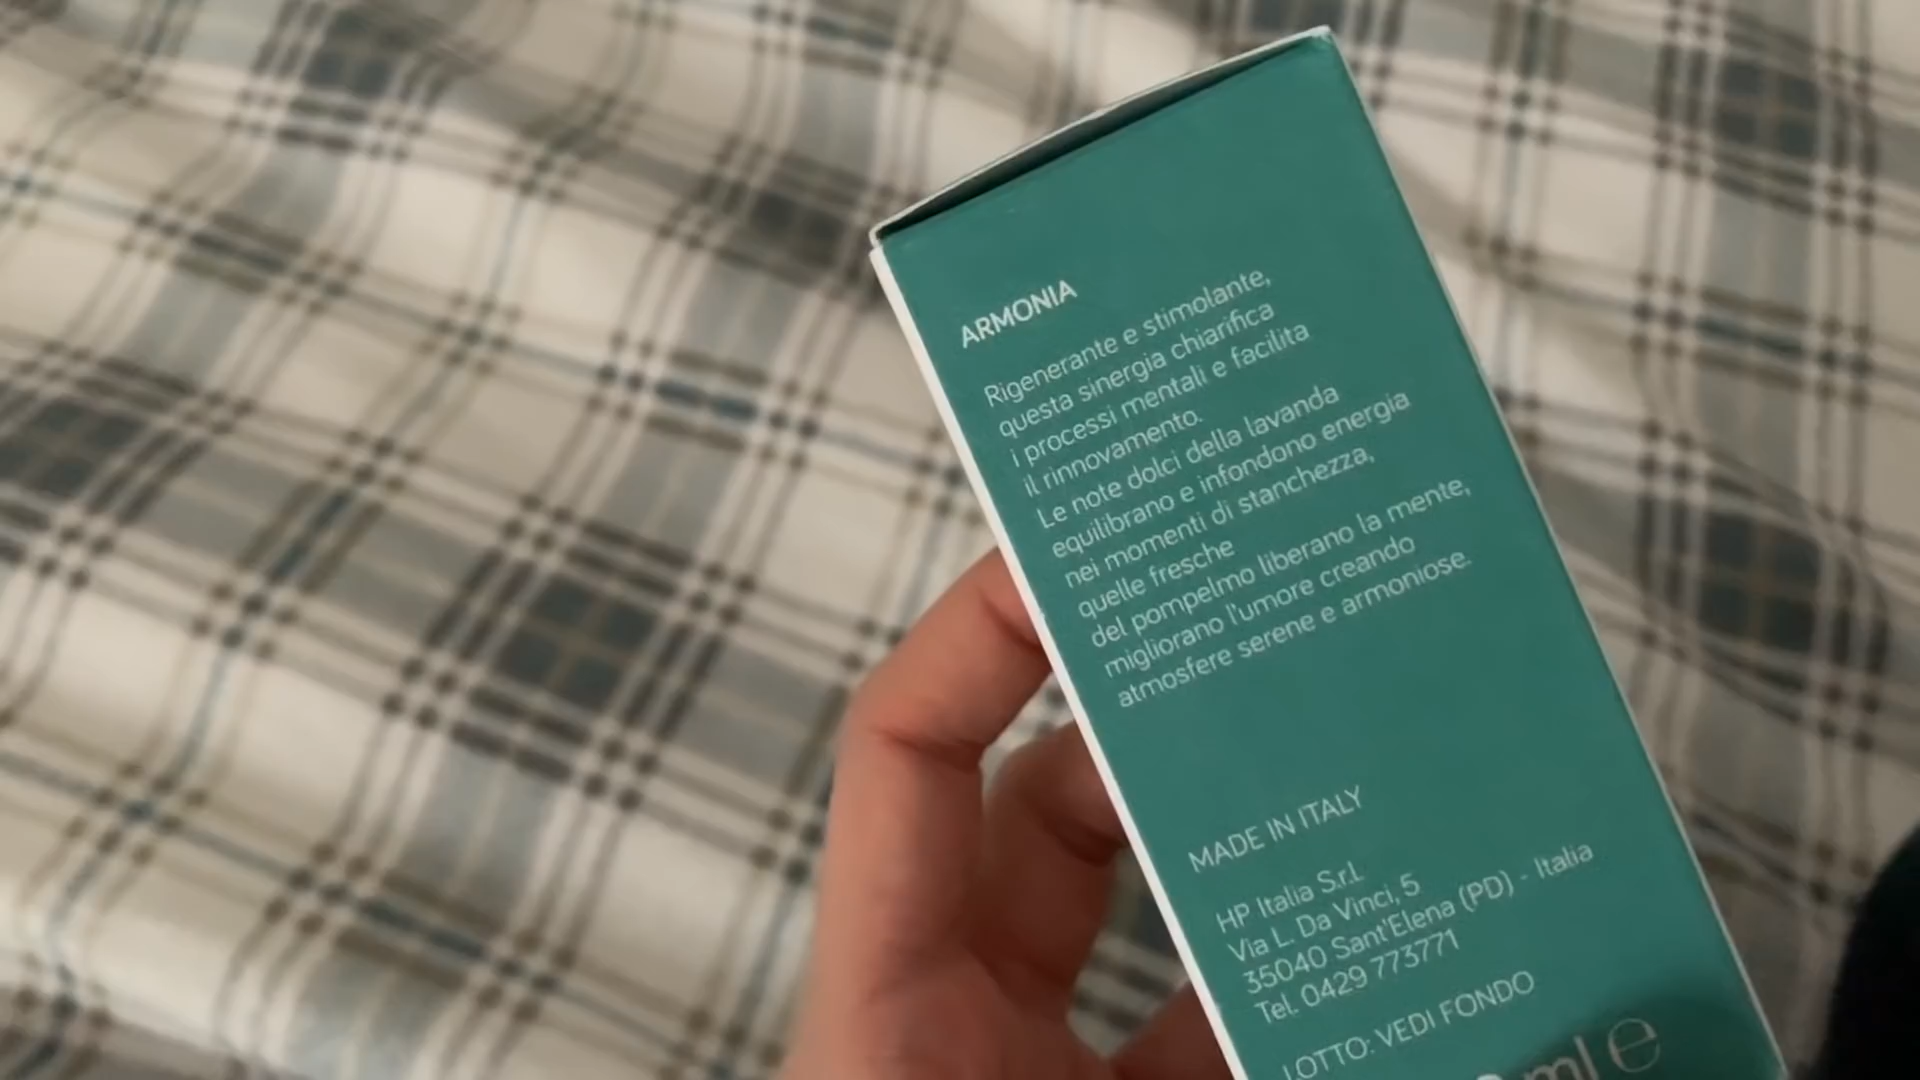 ARMONIA
Rigenerante e stimolante,
questa sinergia chiarifica
i processi mentali e facilita
il rinnovamento.
Le note dolci della lavanda
equilibrano e infondono energia
nei momenti di stanchezza,
quelle fresche
del pompelmo liberano la mente,
migliorano l'umore creando
atmosfere serene e armoniose.
MADE IN ITALY
HP Italia S.r.l.
Via L. Da Vinci, 5
35040 Sant'Elena (PD) - Italia
Tel. 0429 773771
LOTTO: VEDI FONDO
ml ℮